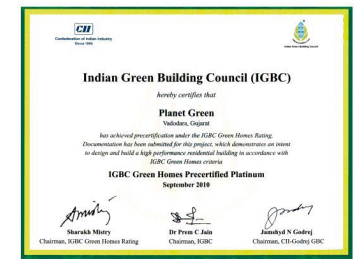 CII
Confederation of Indian Industry
Since 1895
Indian Green Building Council
Indian Green Building Council (IGBC)
hereby certifies that
Planet Green
Vadodara, Gujarat
has achieved precertification under the IGBC Green Homes Rating.
Documentation has been submitted for this project, which demonstrates an intent
to design and build a high performance residential building in accordance with
IGBC Green Homes criteria
IGBC Green Homes Precertified Platinum
September 2010
Sharukh Mistry
Chairman, IGBC Green Homes Rating
Dr Prem C Jain
Chairman, IGBC
Jamshyd N Godrej
Chairman, CII-Godrej GBC